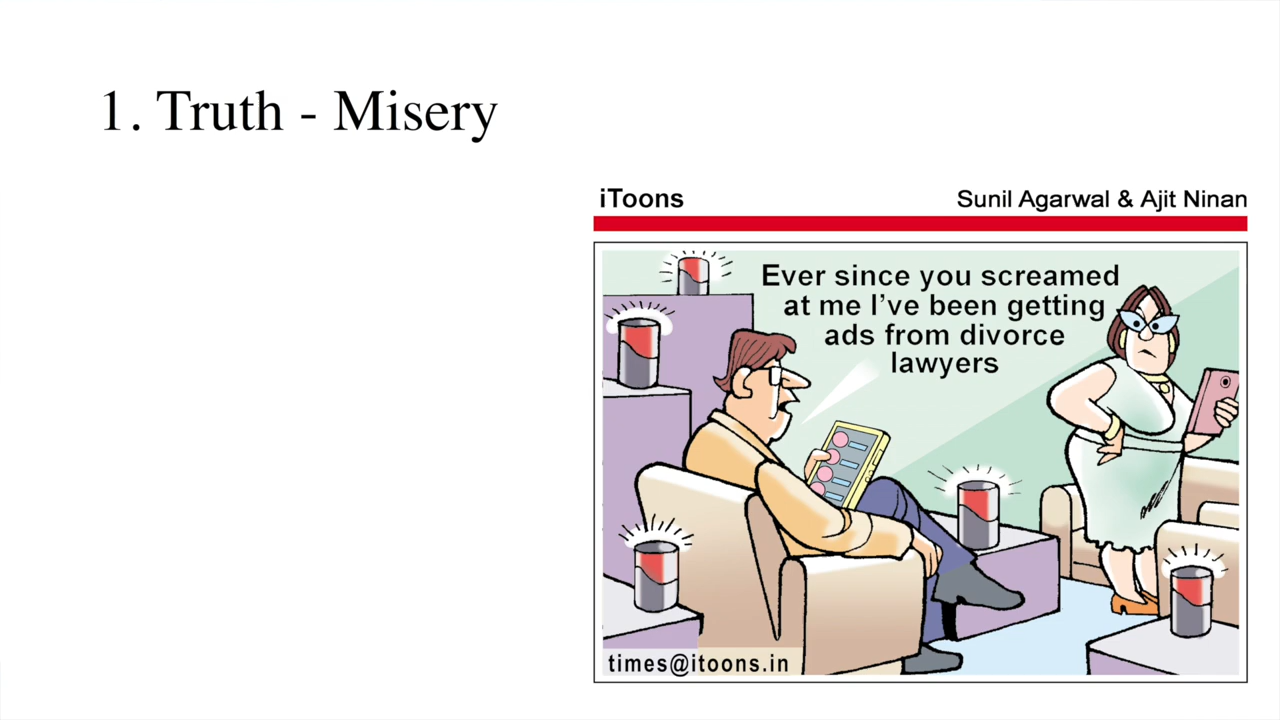 1. Truth - Misery
iToons
Sunil Agarwal & Ajit Ninan
Ever since you screamed
at me I've been getting
ads from divorce
lawyers
times@itoons.in